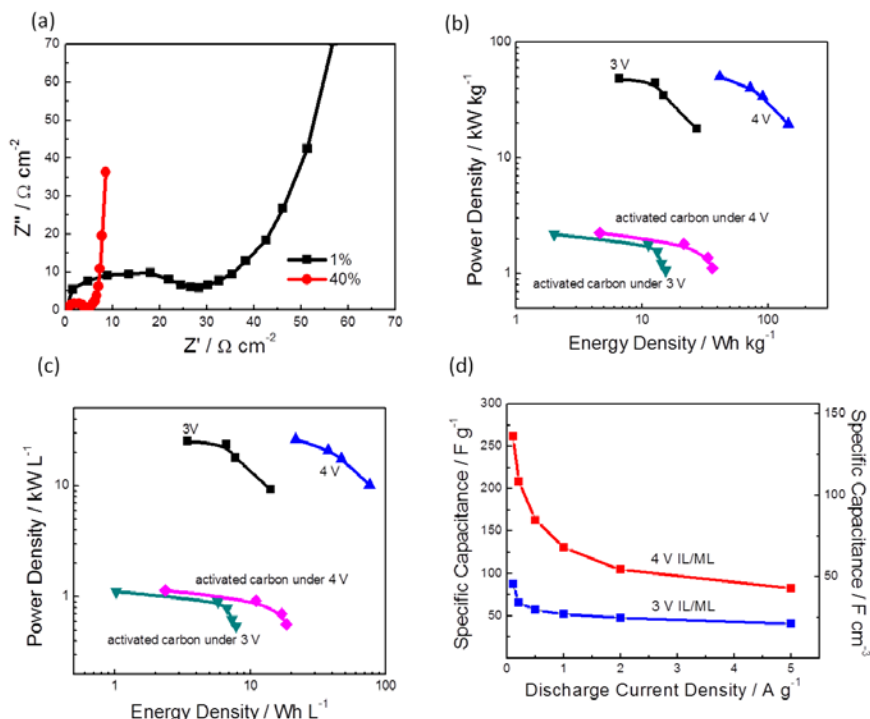 (a)
70
60
50
40
30
20
10
0
Z'' / Ω cm⁻²
1%
40%
0 10 20 30 40 50 60 70
Z' / Ω cm⁻²
(b)
100
10
1
Power Density / kW kg⁻¹
3 V
4 V
activated carbon under 4 V
activated carbon under 3 V
1 10 100
Energy Density / Wh kg⁻¹
(c)
10
1
Power Density / kW L⁻¹
3V
4 V
activated carbon under 4 V
activated carbon under 3 V
1 10 100
Energy Density / Wh L⁻¹
(d)
300
250
200
150
100
50
Specific Capacitance / F g⁻¹
4 V IL/ML
3 V IL/ML
150
100
50
Specific Capacitance / F cm⁻³
0 1 2 3 4 5
Discharge Current Density / A g⁻¹